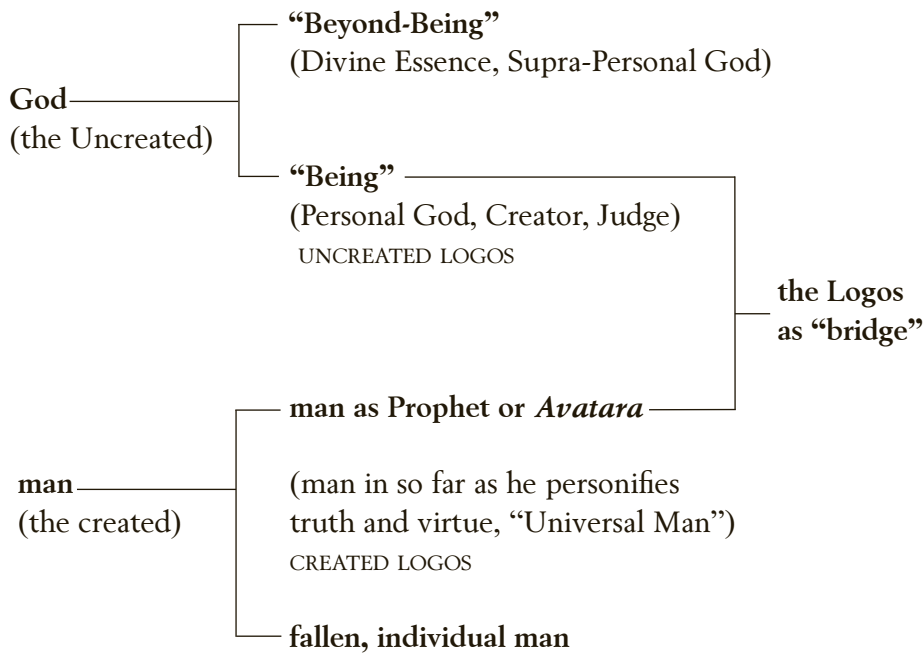 “Beyond-Being”
(Divine Essence, Supra-Personal God)
God
(the Uncreated)
“Being”
(Personal God, Creator, Judge)
UNCREATED LOGOS
the Logos
as “bridge”
man as Prophet or Avatara
man
(the created)
(man in so far as he personifies
truth and virtue, “Universal Man”)
CREATED LOGOS
fallen, individual man